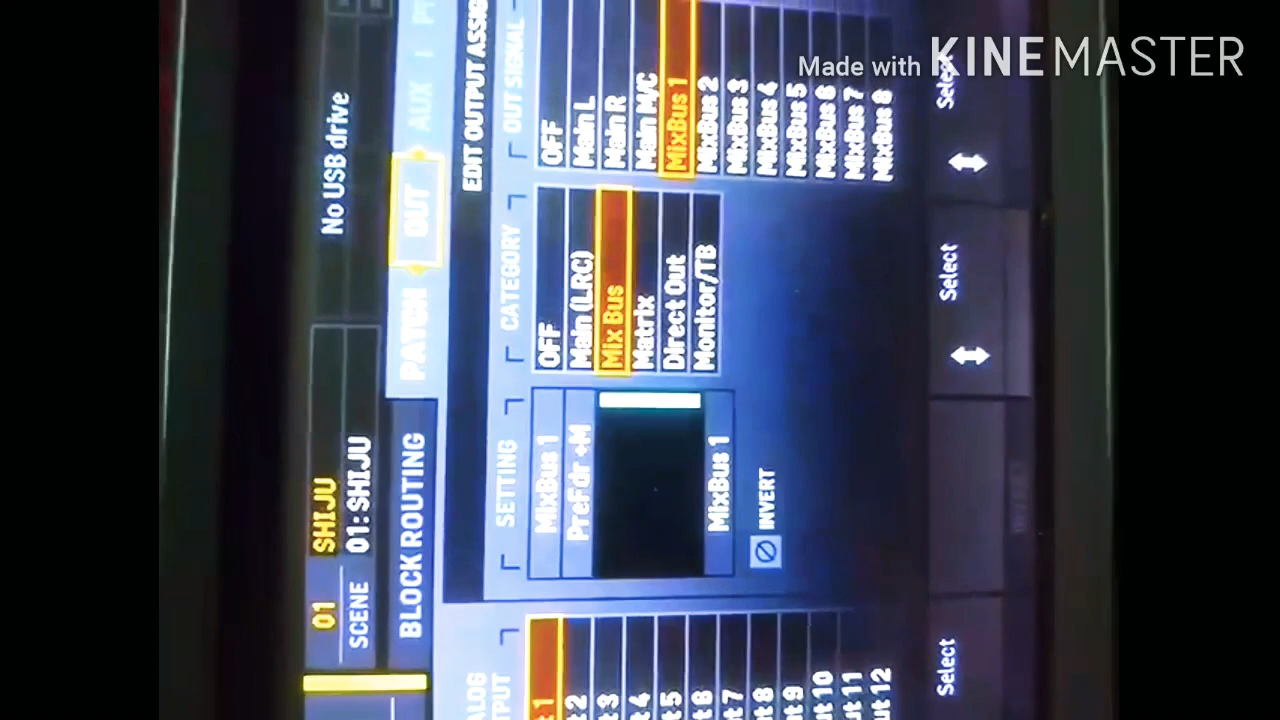 Made with KINEMASTER
01 SHIJU
SCENE 01: SHIJU
No USB drive
BLOCK ROUTING
PATCH OUT AUX
EDIT OUTPUT
SETTING
MixBus 1
PreFdr +M
MixBus 1
INVERT
CATEGORY
OFF
Main (LRC)
Mix Bus
Matrix
Direct Out
Monitor/TB
OUT SIGNAL
OFF
Main L
Main R
Main M/C
MixBus 1
MixBus 2
MixBus 3
MixBus 4
MixBus 5
MixBus 6
MixBus 7
MixBus 8
Select
Select
Select